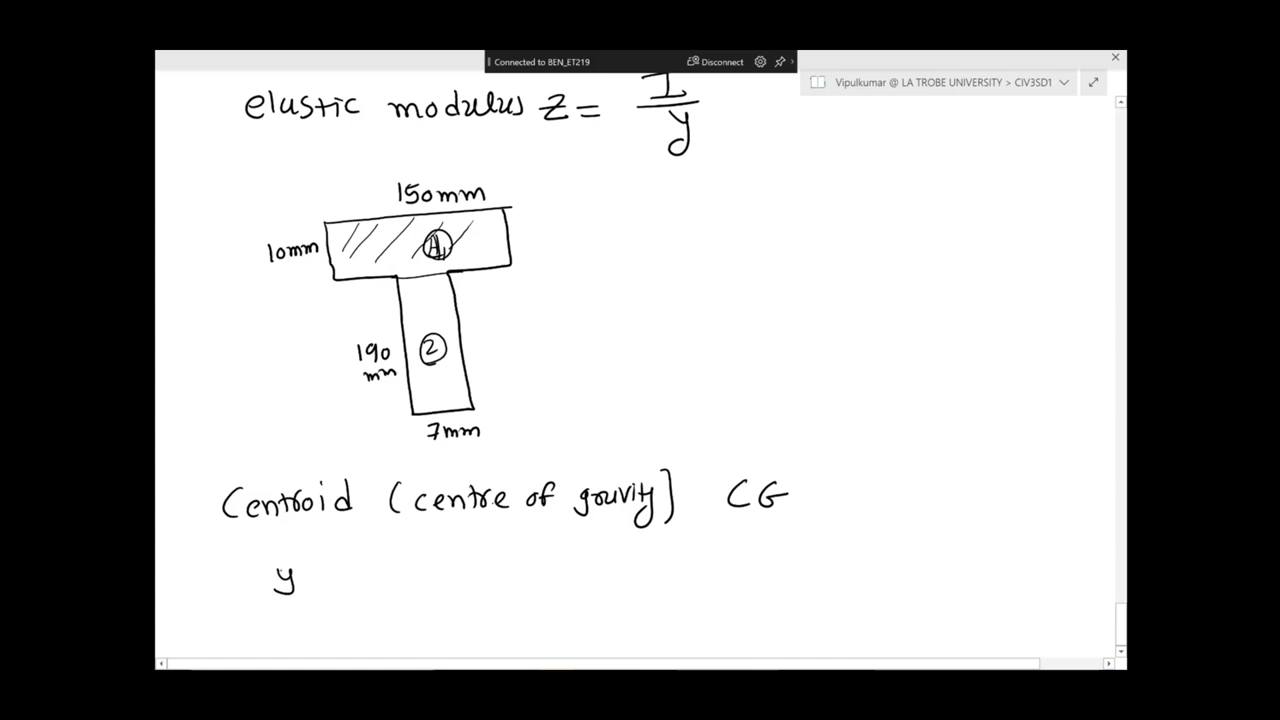 Connected to BEN_ET219 Disconnect
Vipulkumar @ LA TROBE UNIVERSITY > CIV3SD1
elastic modulus Z = I/y
150mm
10mm
A1
190
mm
2
7mm
Centroid (centre of gravity) CG
y